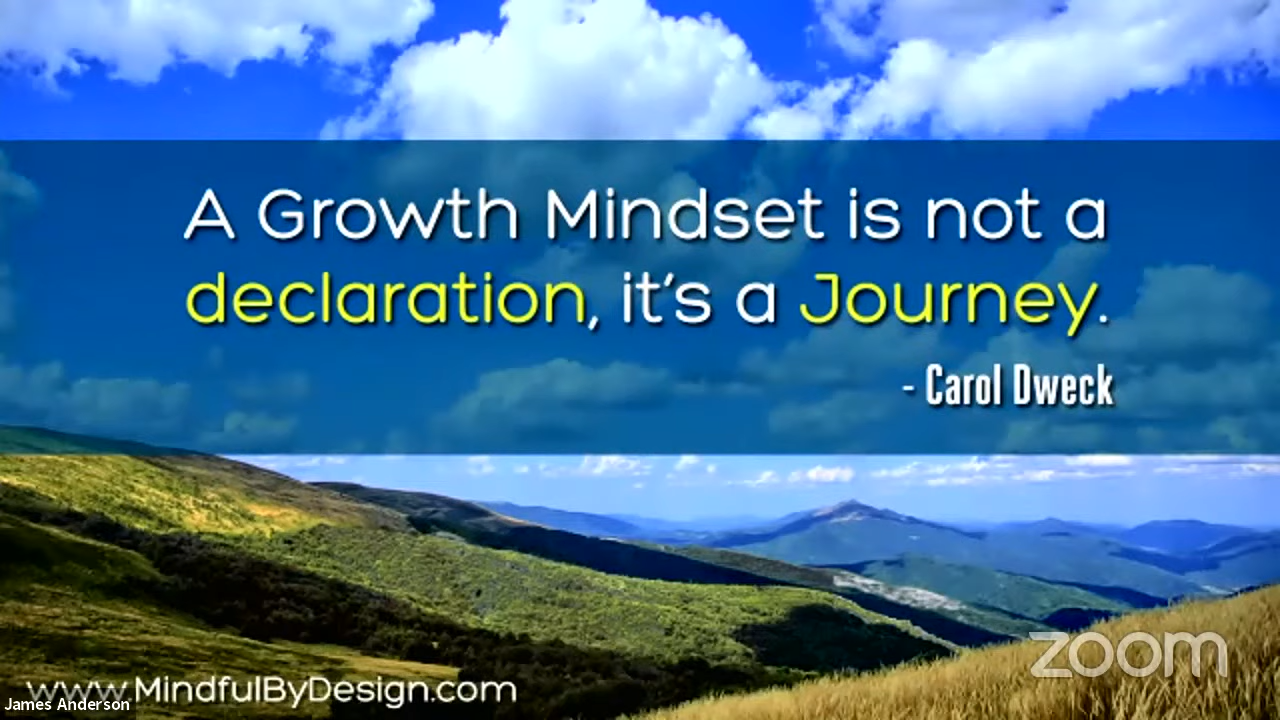 A Growth Mindset is not a
declaration, it's a Journey.
- Carol Dweck
zoom
www.MindfulByDesign.com
James Anderson